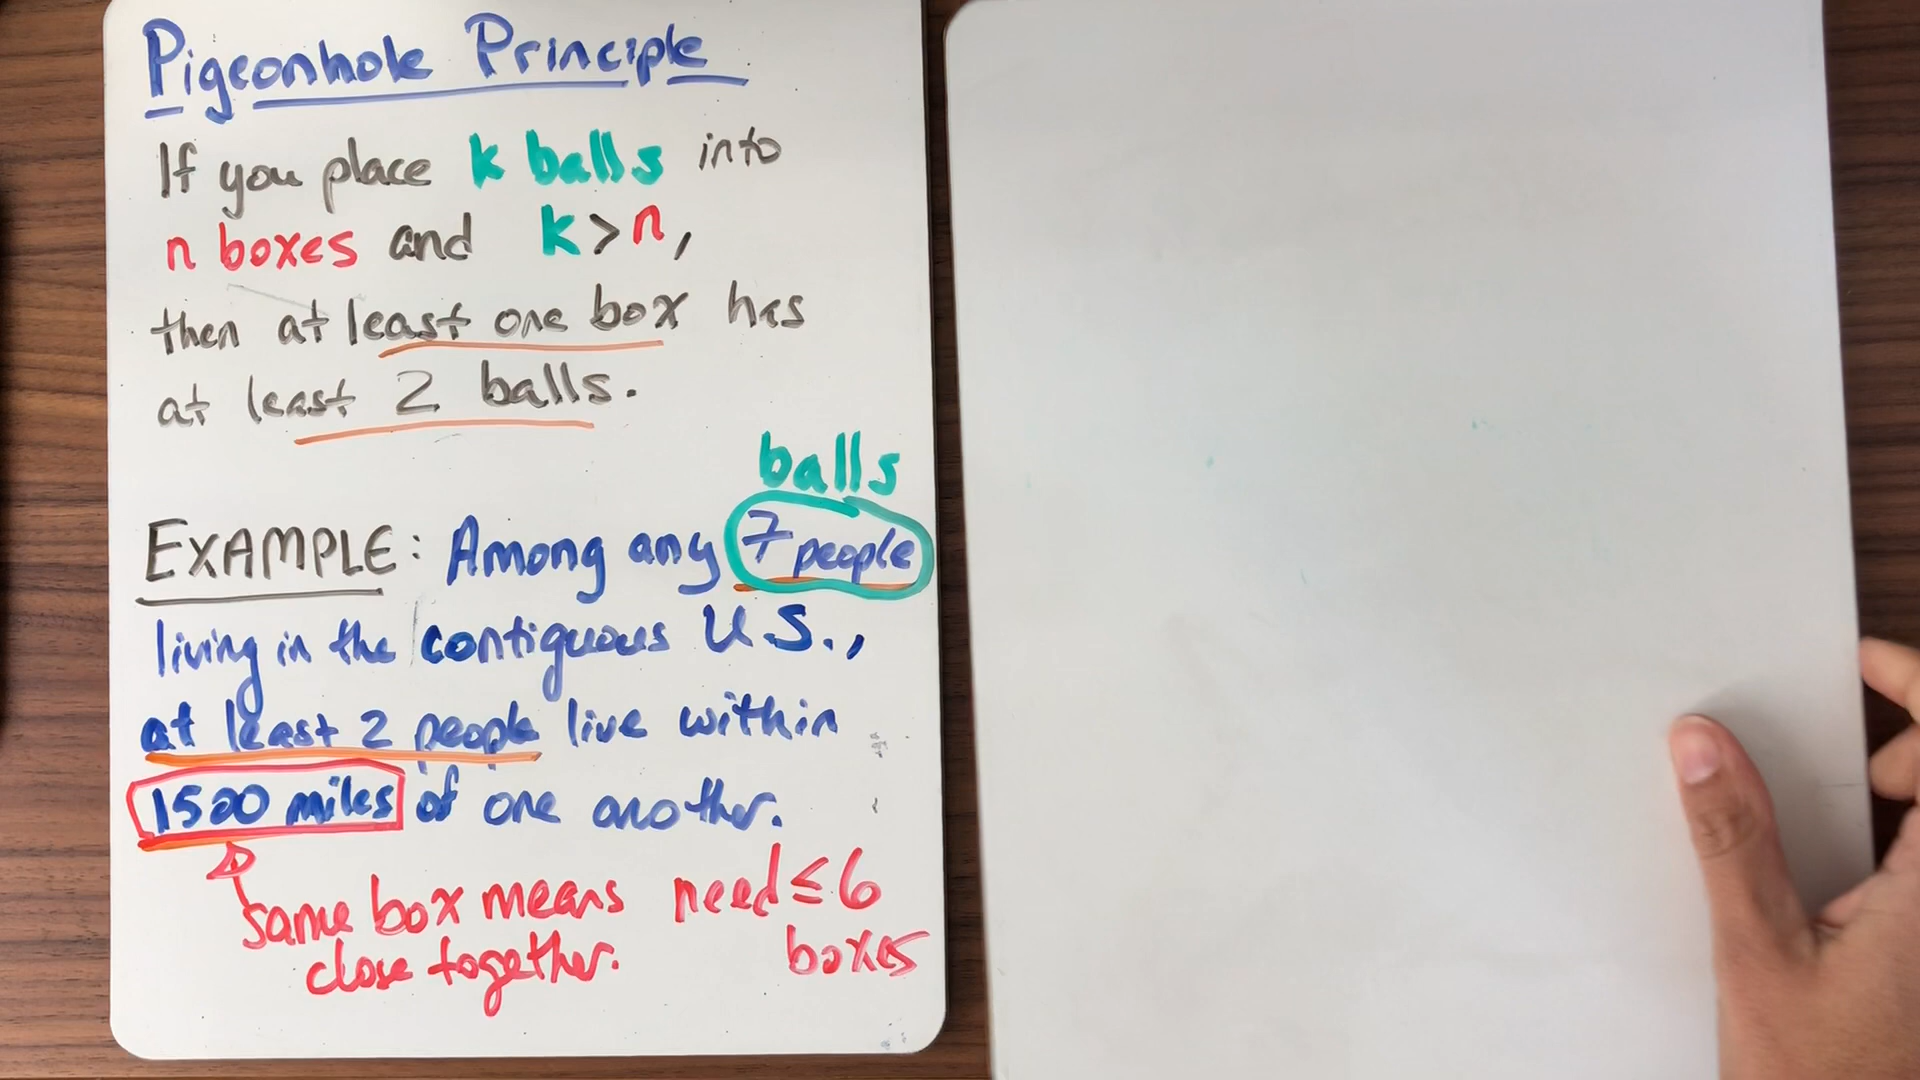 Pigeonhole Principle
If you place k balls into
n boxes and k>n,
then at least one box has
at least 2 balls.
balls
EXAMPLE: Among any 7 people
living in the contiguous U.S.,
at least 2 people live within
1500 miles of one another.
same box means need ≤ 6
close together. boxes